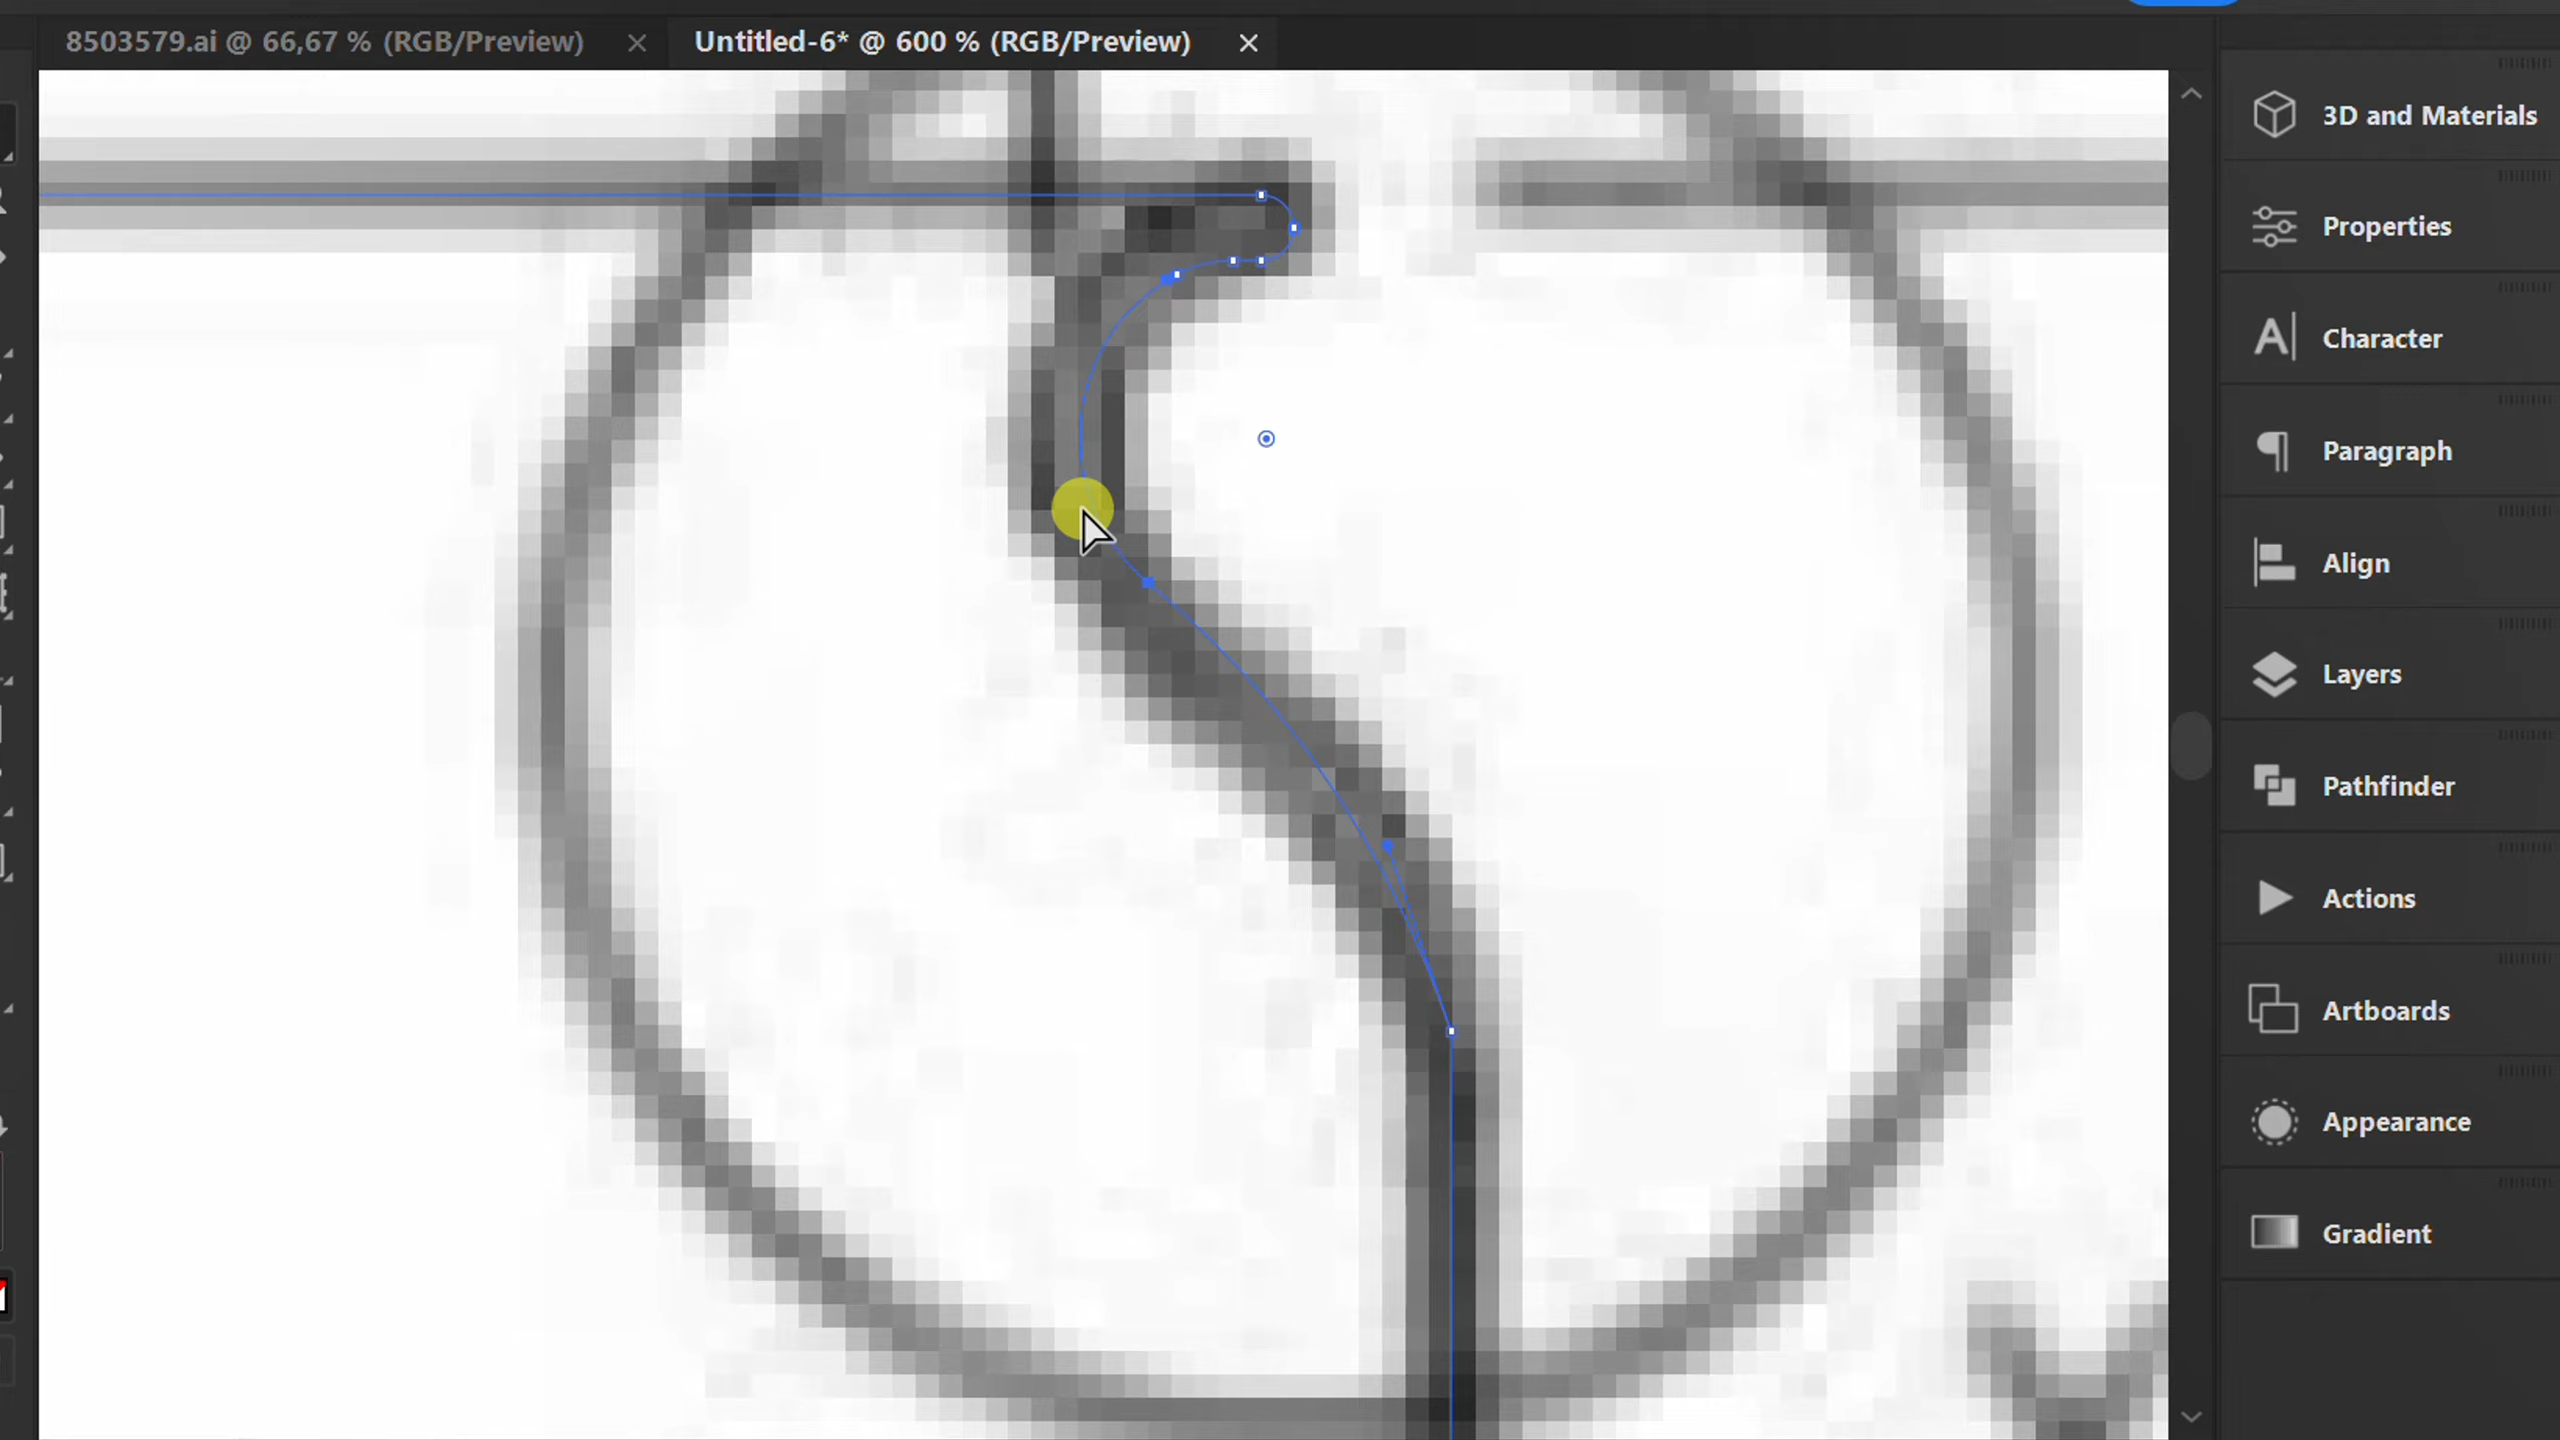 8503579.ai @ 66,67 % (RGB/Preview)
Untitled-6* @ 600 % (RGB/Preview)
3D and Materials
Properties
Character
Paragraph
Align
Layers
Pathfinder
Actions
Artboards
Appearance
Gradient